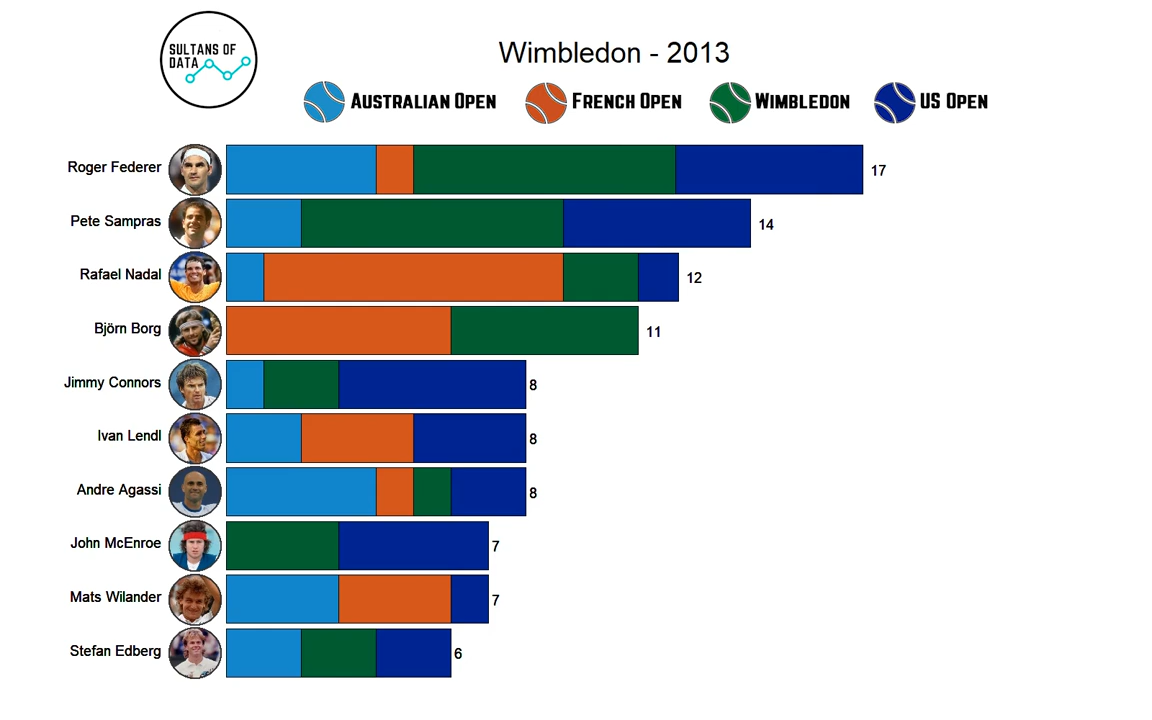 SULTANS OF
DATA
Wimbledon - 2013
AUSTRALIAN OPEN
FRENCH OPEN
WIMBLEDON
US OPEN
Roger Federer 17
Pete Sampras 14
Rafael Nadal 12
Björn Borg 11
Jimmy Connors 8
Ivan Lendl 8
Andre Agassi 8
John McEnroe 7
Mats Wilander 7
Stefan Edberg 6